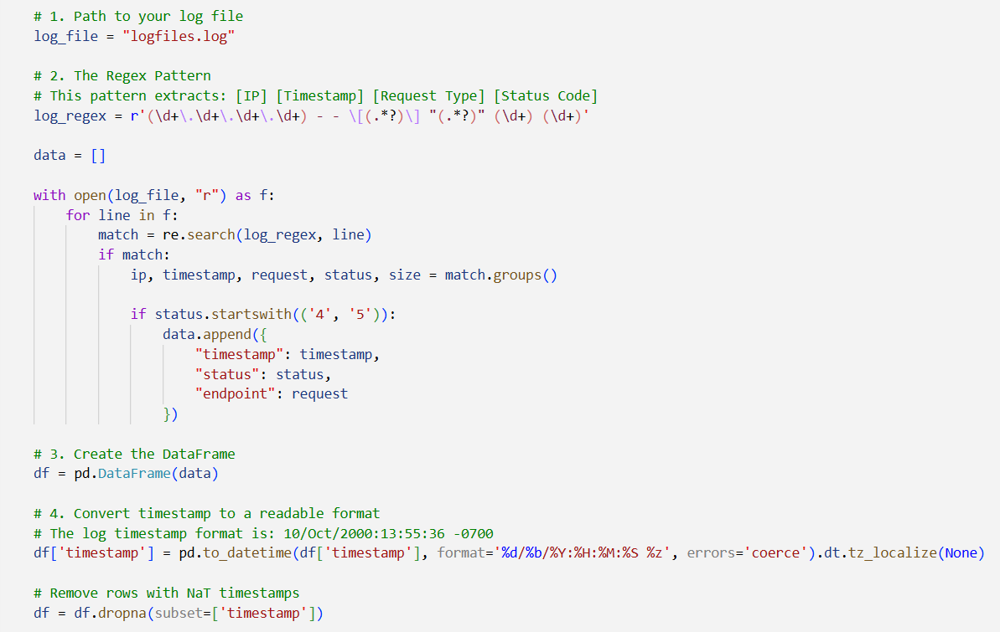 # 1. Path to your log file
log_file = "logfiles.log"
# 2. The Regex Pattern
# This pattern extracts: [IP] [Timestamp] [Request Type] [Status Code]
log_regex = r'(\d+\.\d+\.\d+\.\d+) - - \[(.*?)\] "(.*?)" (\d+) (\d+)'
data = []
with open(log_file, "r") as f:
    for line in f:
        match = re.search(log_regex, line)
        if match:
            ip, timestamp, request, status, size = match.groups()
            if status.startswith(('4', '5')):
                data.append({
                    "timestamp": timestamp,
                    "status": status,
                    "endpoint": request
                })
# 3. Create the DataFrame
df = pd.DataFrame(data)
# 4. Convert timestamp to a readable format
# The log timestamp format is: 10/Oct/2000:13:55:36 -0700
df['timestamp'] = pd.to_datetime(df['timestamp'], format='%d/%b/%Y:%H:%M:%S %z', errors='coerce').dt.tz_localize(None)
# Remove rows with NaT timestamps
df = df.dropna(subset=['timestamp'])